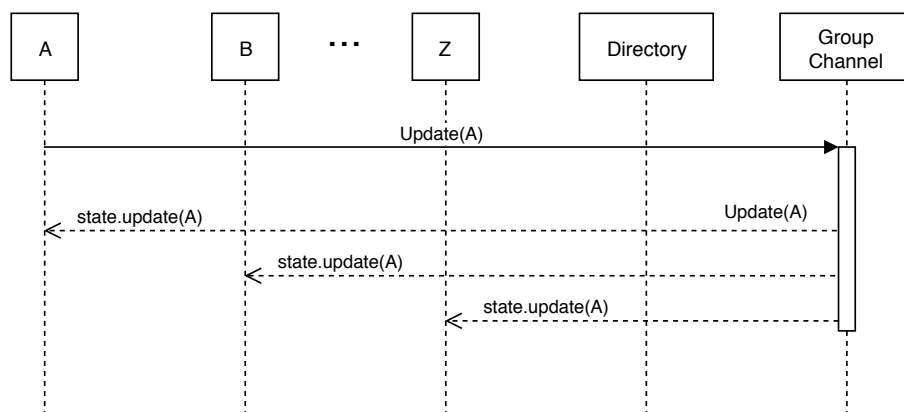 A
B
...
Z
Directory
Group
Channel
Update(A)
state.update(A)
Update(A)
state.update(A)
state.update(A)